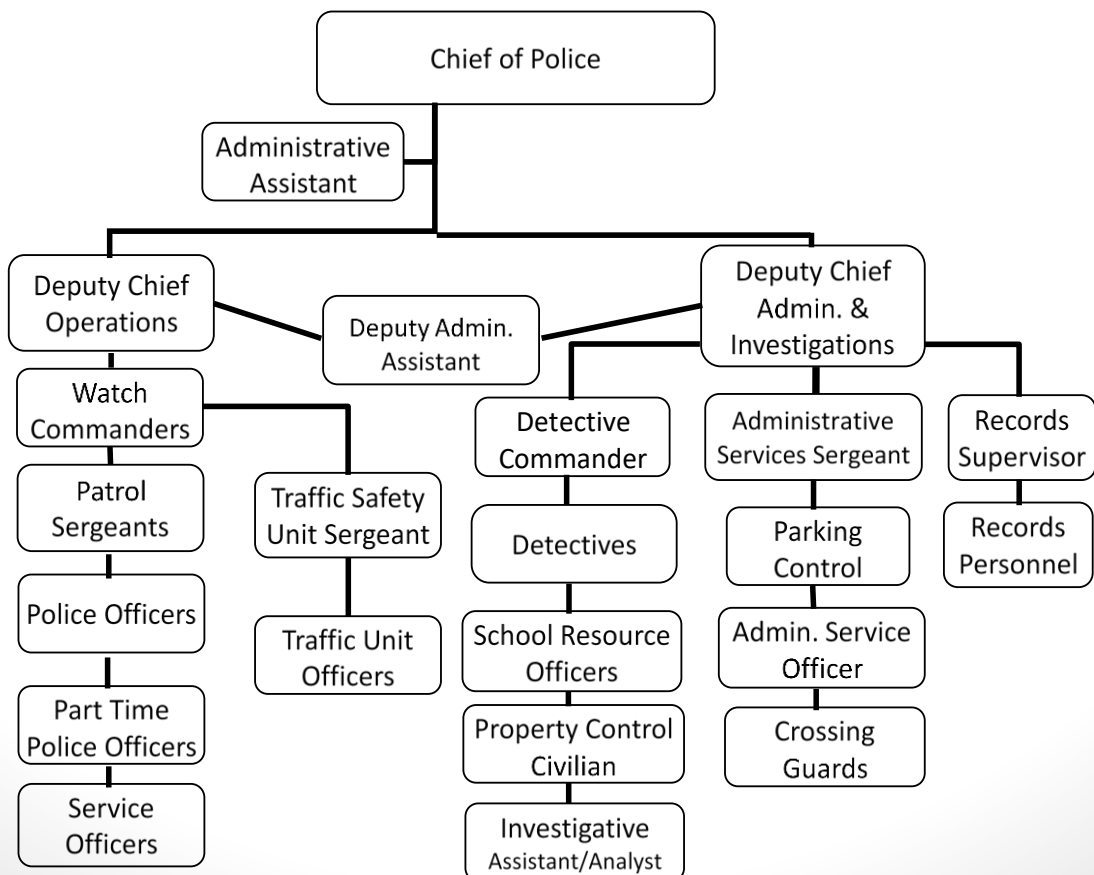 Chief of Police
Administrative
Assistant
Deputy Chief
Operations
Deputy Admin.
Assistant
Deputy Chief
Admin. &
Investigations
Watch
Commanders
Patrol
Sergeants
Police Officers
Part Time
Police Officers
Service
Officers
Traffic Safety
Unit Sergeant
Traffic Unit
Officers
Detective
Commander
Detectives
School Resource
Officers
Property Control
Civilian
Investigative
Assistant/Analyst
Administrative
Services Sergeant
Parking
Control
Admin. Service
Officer
Crossing
Guards
Records
Supervisor
Records
Personnel